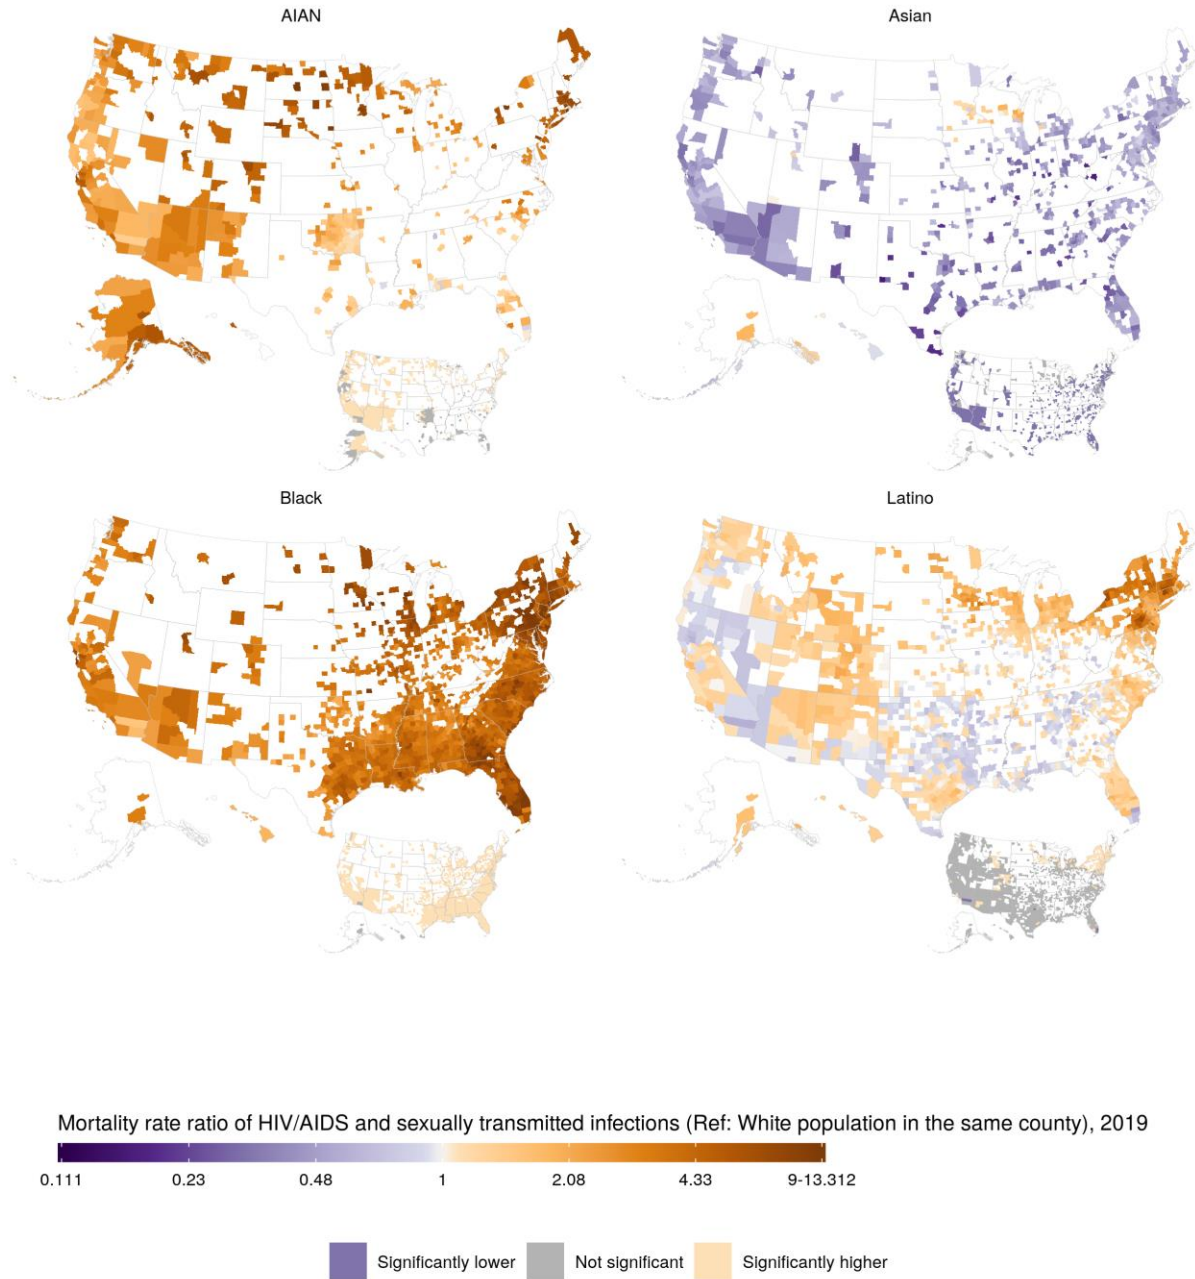 AIAN
Asian
Black
Latino
Mortality rate ratio of HIV/AIDS and sexually transmitted infections (Ref: White population in the same county), 2019
0.111 0.23 0.48 1 2.08 4.33 9-13.312
Significantly lower Not significant Significantly higher